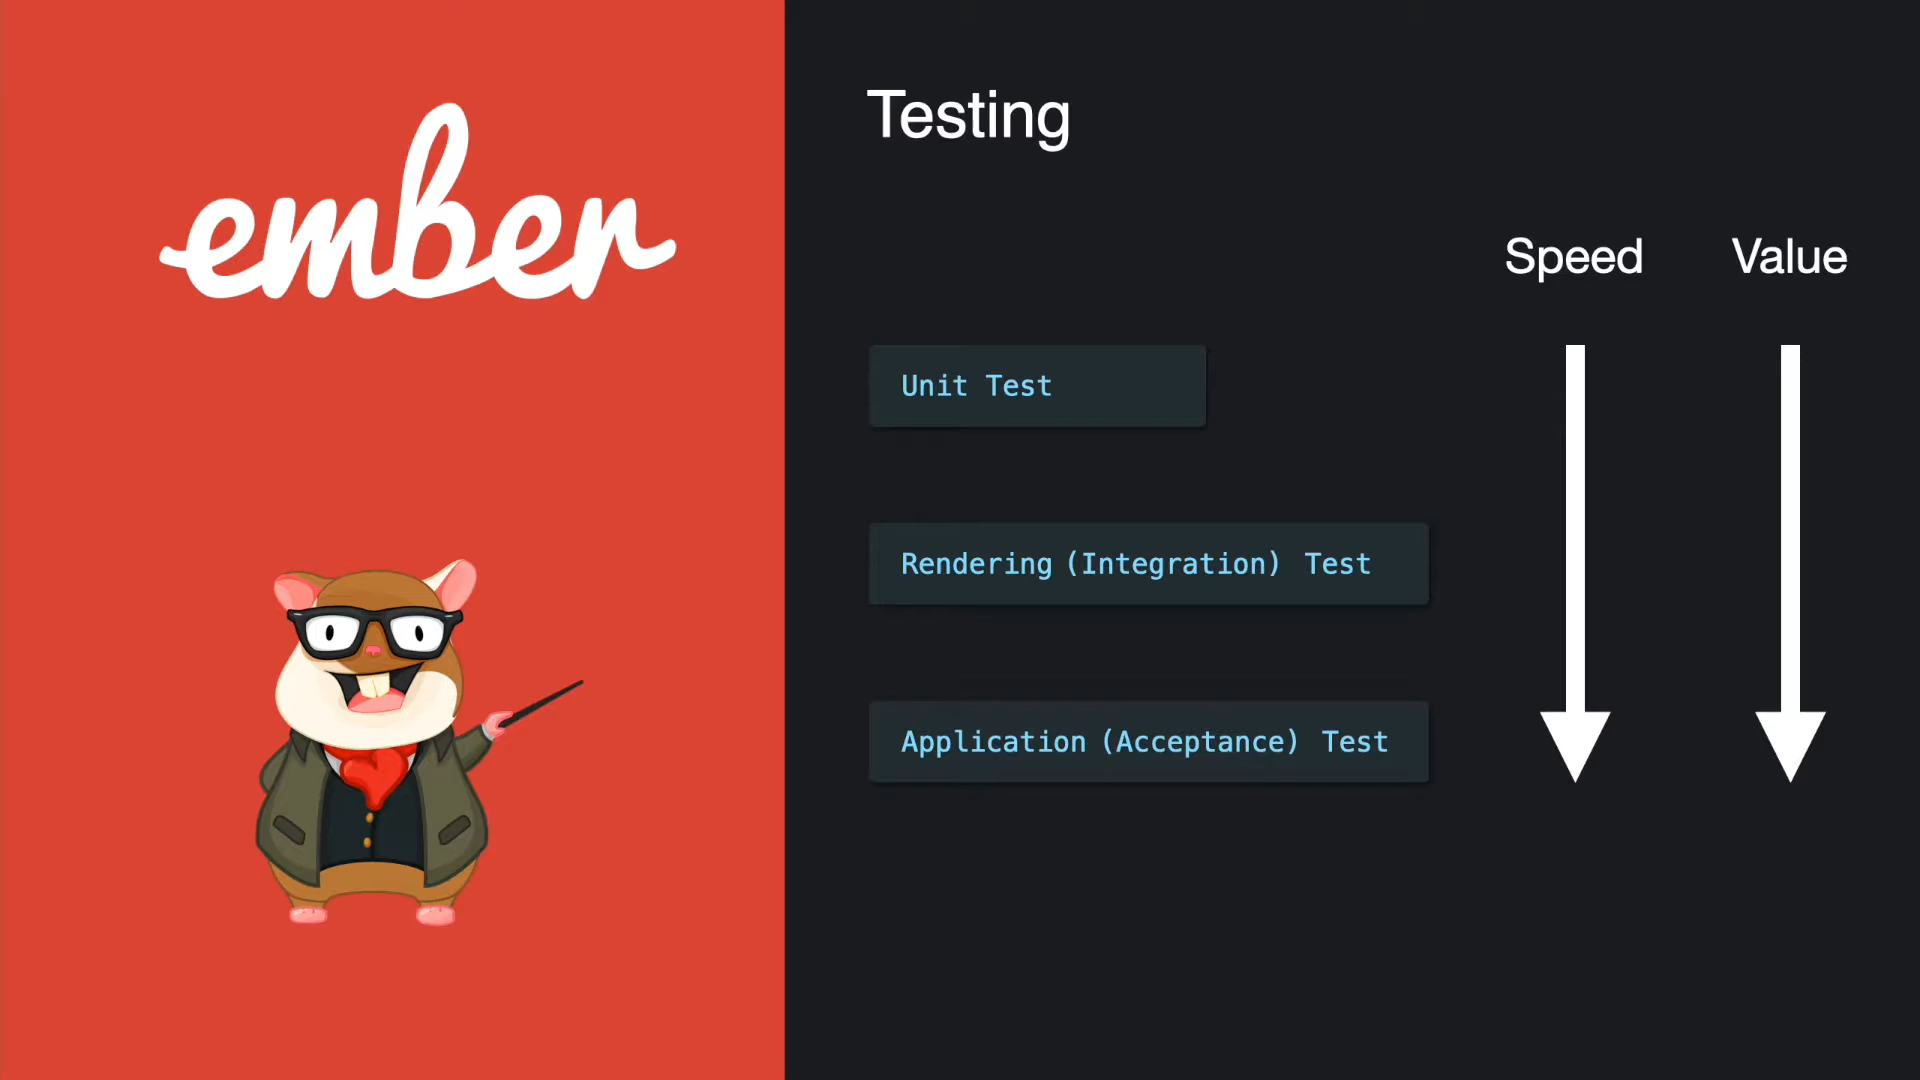 ember
Testing
Speed Value
Unit Test
Rendering (Integration) Test
Application (Acceptance) Test